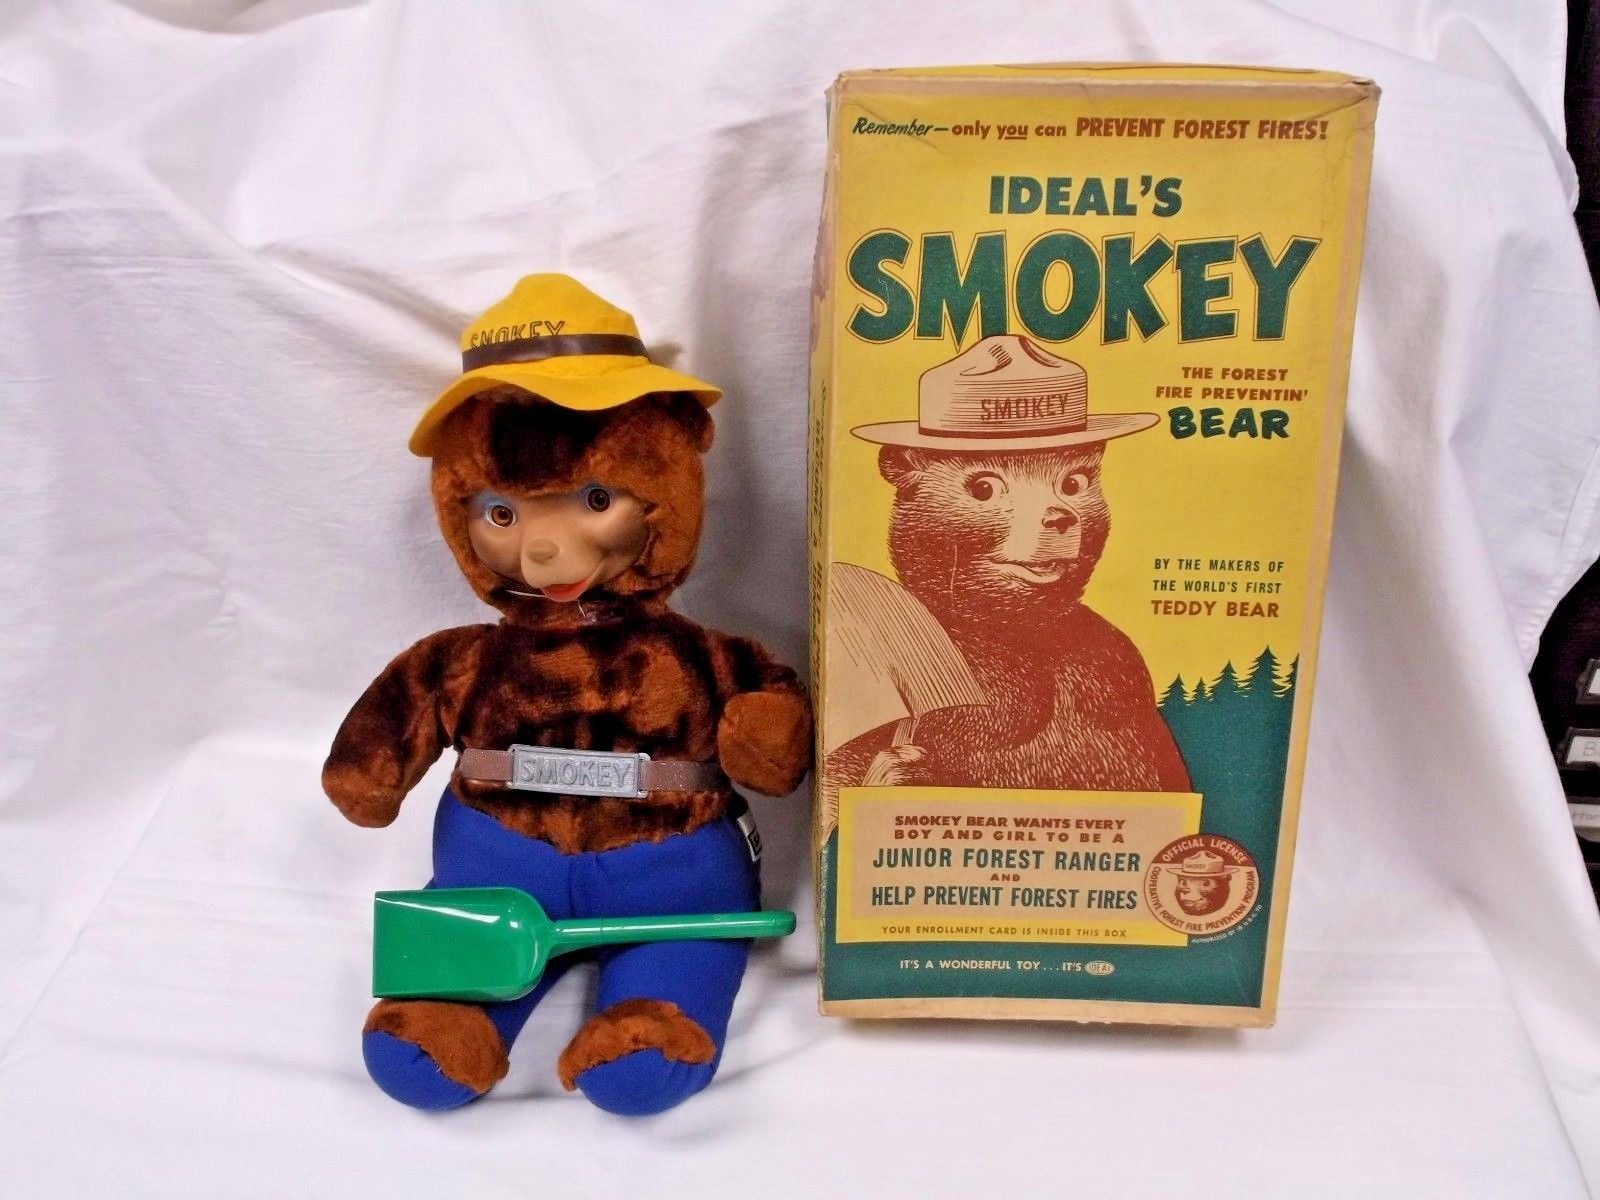 Remember—only you can PREVENT FOREST FIRES!
IDEAL'S
SMOKEY
THE FOREST
FIRE PREVENTIN'
BEAR
SMOKEY
BY THE MAKERS OF
THE WORLD'S FIRST
TEDDY BEAR
SMOKEY BEAR WANTS EVERY
BOY AND GIRL TO BE A
JUNIOR FOREST RANGER
AND
HELP PREVENT FOREST FIRES
YOUR ENROLLMENT CARD IS INSIDE THIS BOX
OFFICIAL LICENSE
SMOKEY
COOPERATIVE FOREST FIRE PREVENTION PROGRAM
IT'S A WONDERFUL TOY...IT'S IDEAL
SMOKEY
SMOKEY